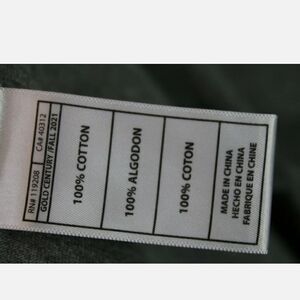 RN# 119208 CA# 40312
GOLD CENTURY /FALL 2021
100% COTTON
100% ALGODON
100% COTON
MADE IN CHINA
HECHO EN CHINA
FABRIQUE EN CHINE